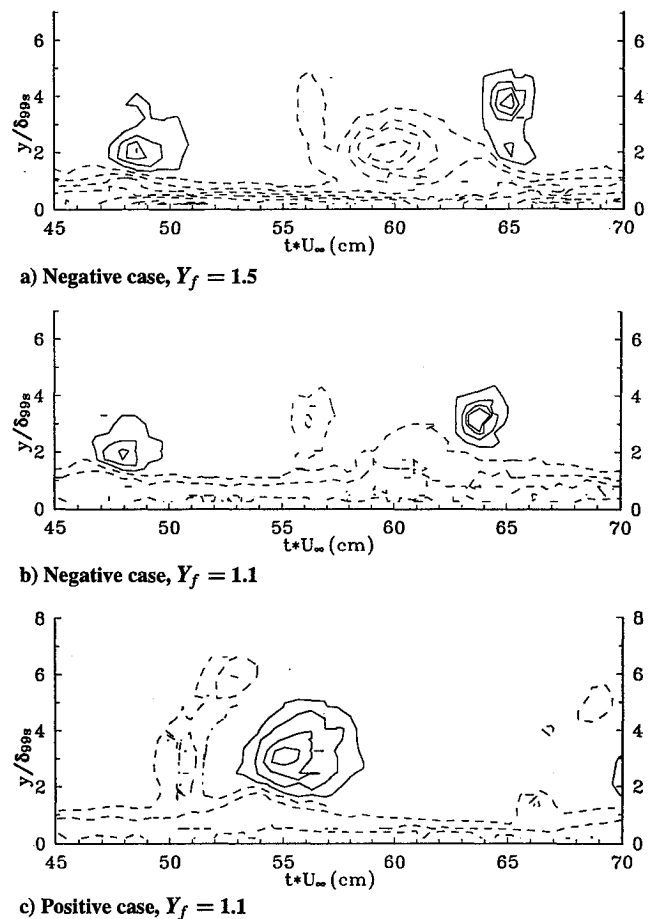 6
4
2
0
y/δ99s
6
4
2
0
45 50 55 60 65 70
t*U∞ (cm)
a) Negative case, Yf = 1.5
6
4
2
0
y/δ99s
6
4
2
0
45 50 55 60 65 70
t*U∞ (cm)
b) Negative case, Yf = 1.1
8
6
4
2
0
y/δ99s
8
6
4
2
0
45 50 55 60 65 70
t*U∞ (cm)
c) Positive case, Yf = 1.1